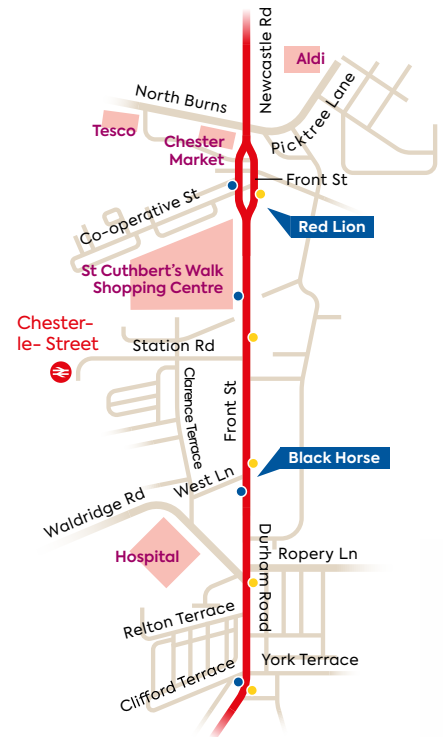 Newcastle Rd
Aldi
North Burns
Picktree Lane
Tesco
Chester
Market
Front St
Co-operative St
Red Lion
St Cuthbert's Walk
Shopping Centre
Chester-
le- Street
Station Rd
Clarence Terrace
Front St
Black Horse
West Ln
Waldridge Rd
Hospital
Durham Road
Ropery Ln
Relton Terrace
York Terrace
Clifford Terrace